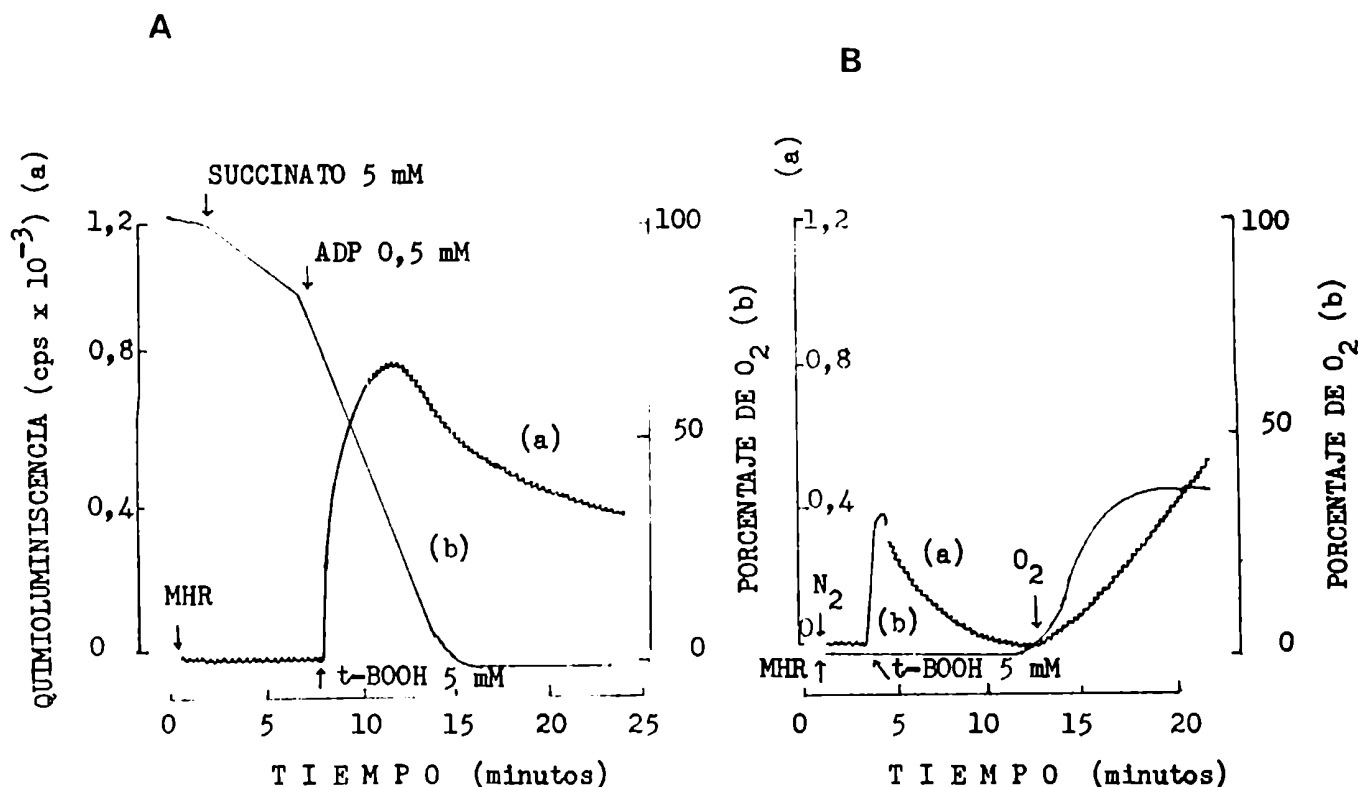 A
B
QUIMIOLUMINISCENCIA (cps x 10⁻³) (a)
SUCCINATO 5 mM
ADP 0,5 mM
1,2
0,8
0,4
0
100
50
0
PORCENTAJE DE O₂ (b)
(a)
(b)
MHR
t-BOOH 5 mM
0 5 10 15 20 25
TIEMPO (minutos)
(a)
1,2
0,8
0,4
0
100
50
0
PORCENTAJE DE O₂ (b)
N₂
(a)
(b)
O₂
MHR
t-BOOH 5 mM
0 5 10 15 20
TIEMPO (minutos)